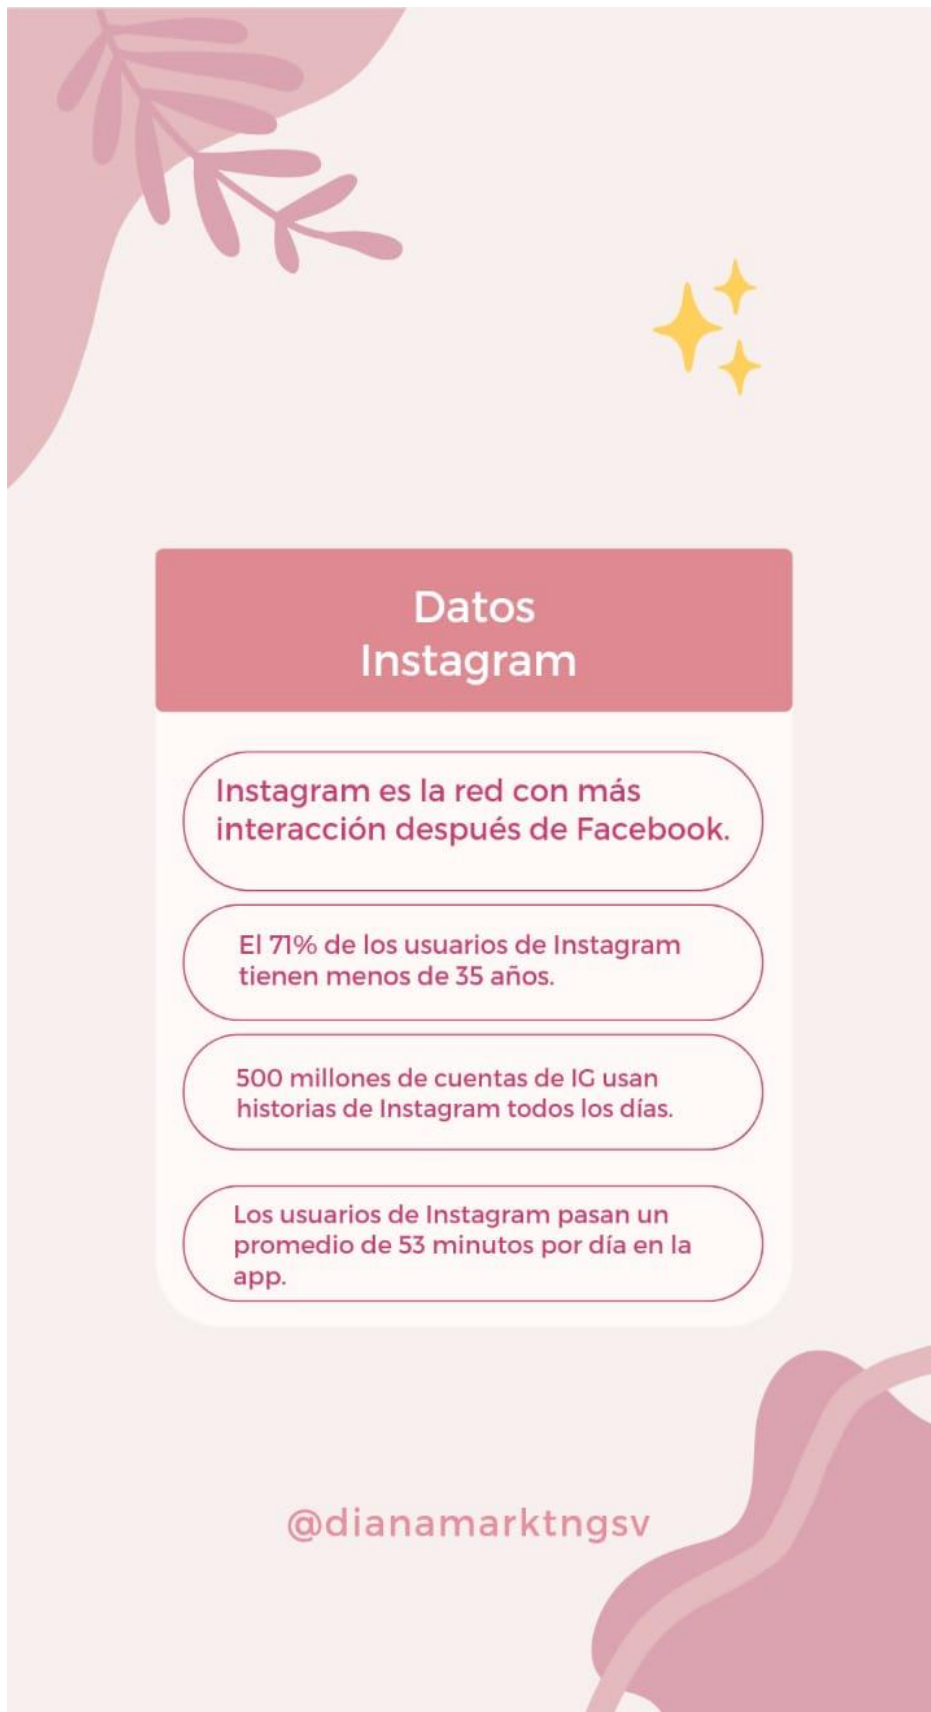 Datos
Instagram
Instagram es la red con más
interacción después de Facebook.
El 71% de los usuarios de Instagram
tienen menos de 35 años.
500 millones de cuentas de IG usan
historias de Instagram todos los días.
Los usuarios de Instagram pasan un
promedio de 53 minutos por día en la
app.
@dianamarktngsv